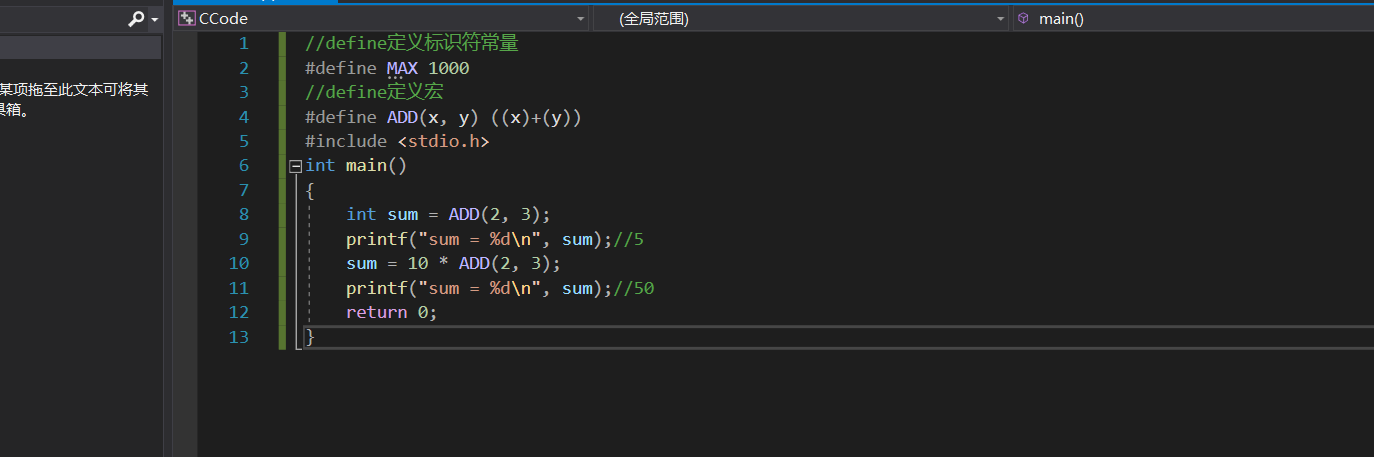 CCode (全局范围) main()
某项拖至此文本可将其
具箱。
1 //define定义标识符常量
2 #define MAX 1000
3 //define定义宏
4 #define ADD(x, y) ((x)+(y))
5 #include <stdio.h>
6 int main()
7 {
8 int sum = ADD(2, 3);
9 printf("sum = %d\n", sum);//5
10 sum = 10 * ADD(2, 3);
11 printf("sum = %d\n", sum);//50
12 return 0;
13 }